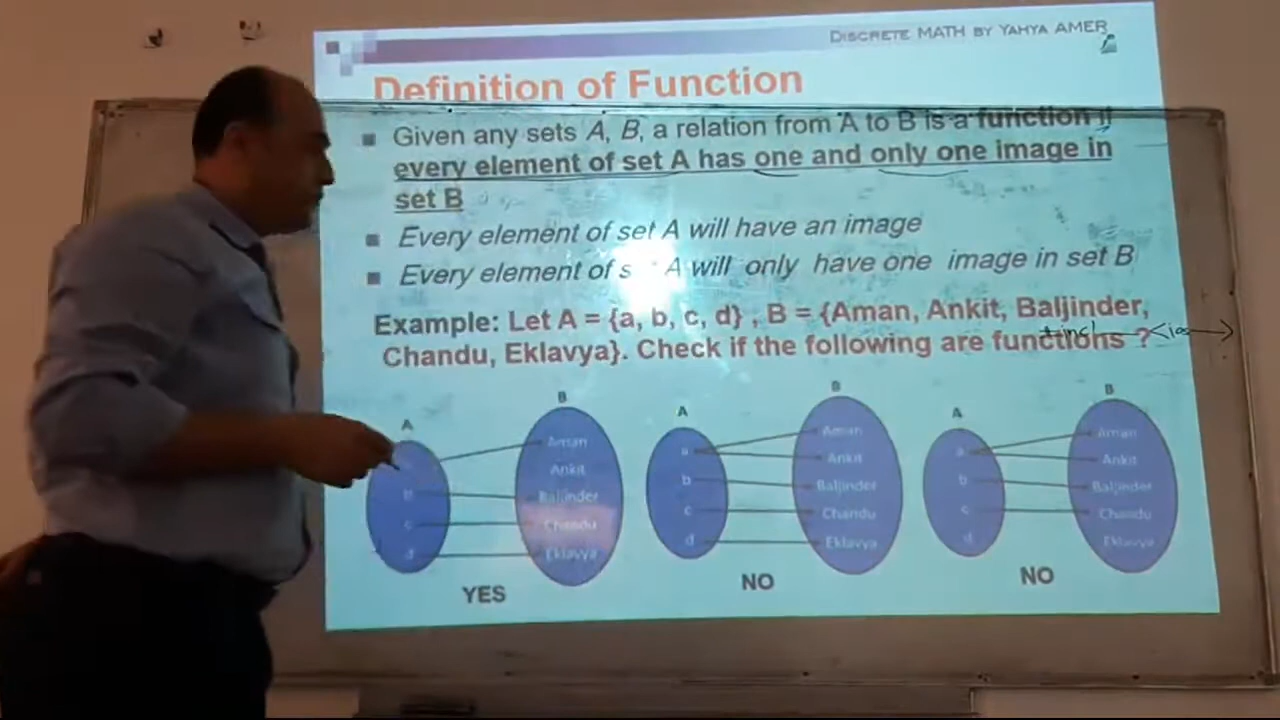 DISCRETE MATH BY YAHYA AMER
Definition of Function
Given any sets A, B, a relation from A to B is a function if
every element of set A has one and only one image in
set B
Every element of set A will have an image
Every element of s A will only have one image in set B
Example: Let A = {a, b, c, d} , B = {Aman, Ankit, Baljinder,
Chandu, Eklavya}. Check if the following are functions ?
A
B
b
c
d
Aman
Ankit
Baljinder
Chandu
Eklavya
YES
A
B
a
b
c
d
Aman
Ankit
Baljinder
Chandu
Eklavya
NO
A
B
a
b
c
d
Aman
Ankit
Baljinder
Chandu
Eklavya
NO